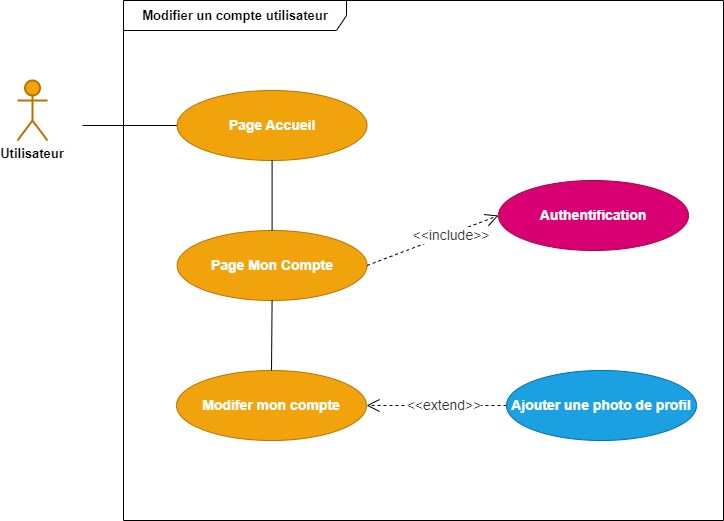 Modifier un compte utilisateur
Page Accueil
Utilisateur
Authentification
<<include>>
Page Mon Compte
Modifer mon compte
<<extend>>
Ajouter une photo de profil